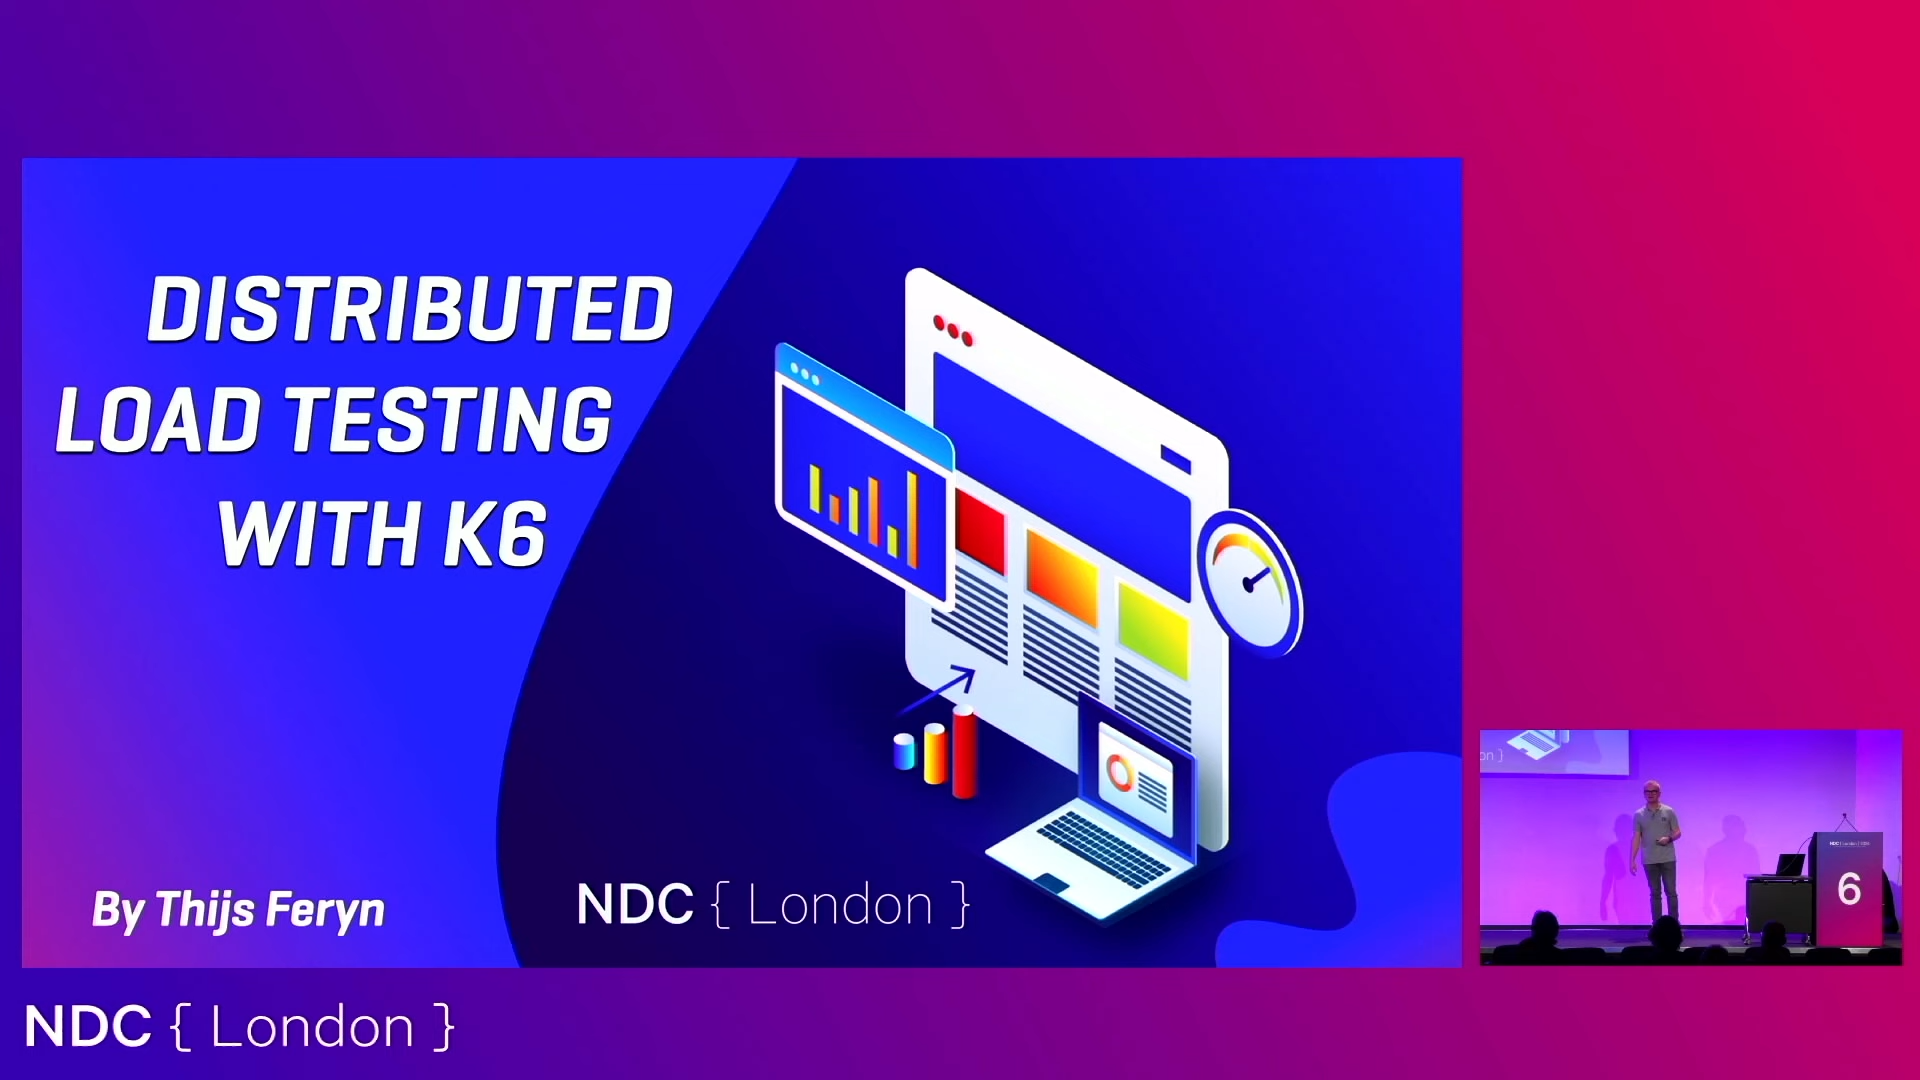 DISTRIBUTED
LOAD TESTING
WITH K6
By Thijs Feryn
NDC { London }
6
NDC { London }